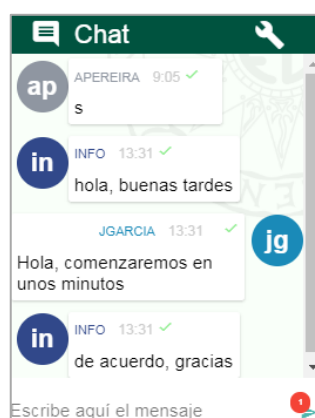 Chat
ap
APEREIRA 9:05
s
in
INFO 13:31
hola, buenas tardes
JGARCIA 13:31
jg
Hola, comenzaremos en
unos minutos
in
INFO 13:31
de acuerdo, gracias
Escribe aquí el mensaje
1